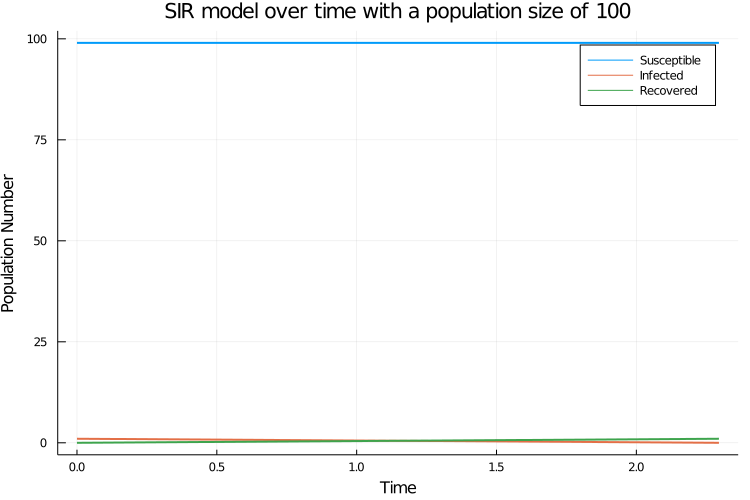 SIR model over time with a population size of 100
100
75
50
25
0
Population Number
Susceptible
Infected
Recovered
0.0 0.5 1.0 1.5 2.0
Time